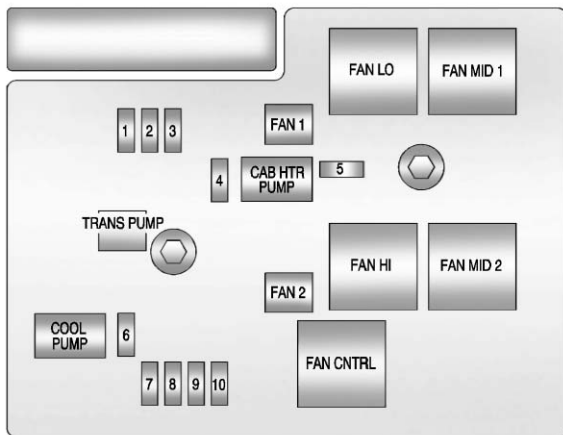 FAN LO
FAN MID 1
FAN 1
1
2
3
4
CAB HTR
PUMP
5
TRANS PUMP
FAN HI
FAN MID 2
FAN 2
COOL
PUMP
6
FAN CNTRL
7
8
9
10